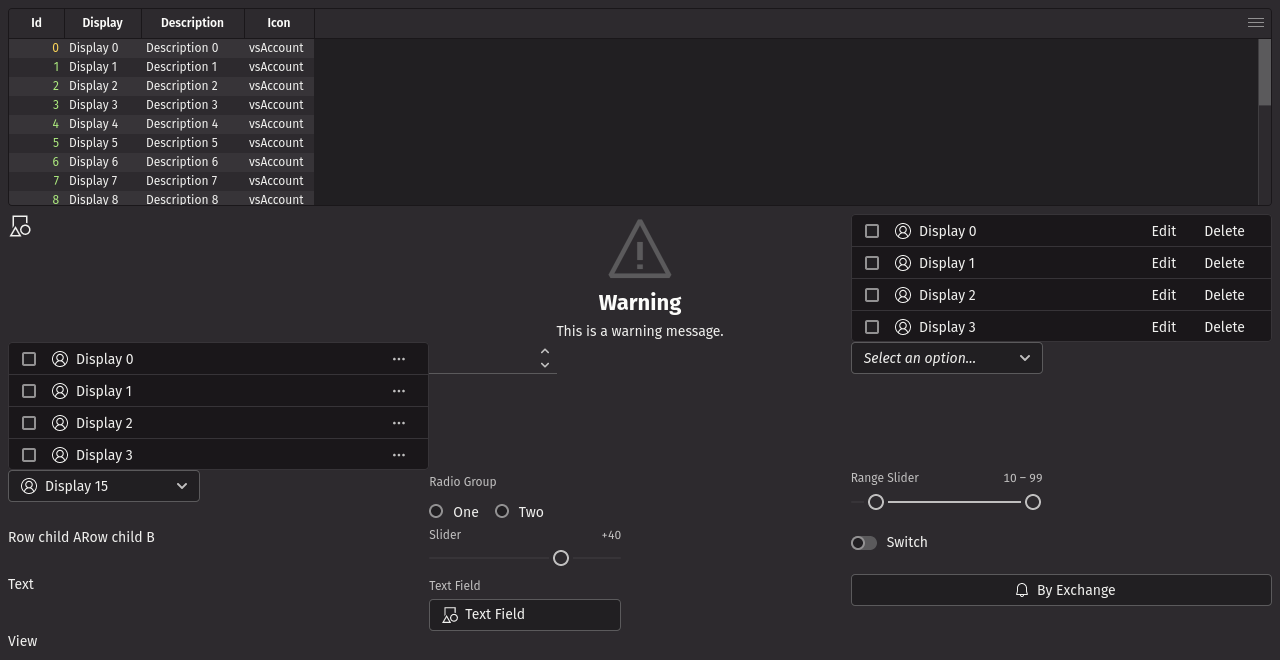 Id Display Description Icon
0 Display 0 Description 0 vsAccount
1 Display 1 Description 1 vsAccount
2 Display 2 Description 2 vsAccount
3 Display 3 Description 3 vsAccount
4 Display 4 Description 4 vsAccount
5 Display 5 Description 5 vsAccount
6 Display 6 Description 6 vsAccount
7 Display 7 Description 7 vsAccount
8 Display 8 Description 8 vsAccount
Warning
This is a warning message.
Display 0 Edit Delete
Display 1 Edit Delete
Display 2 Edit Delete
Display 3 Edit Delete
Display 0
Display 1
Display 2
Display 3
Select an option...
Display 15
Radio Group
One Two
Range Slider 10 – 99
Row child ARow child B
Slider +40
Switch
Text
Text Field
Text Field
By Exchange
View